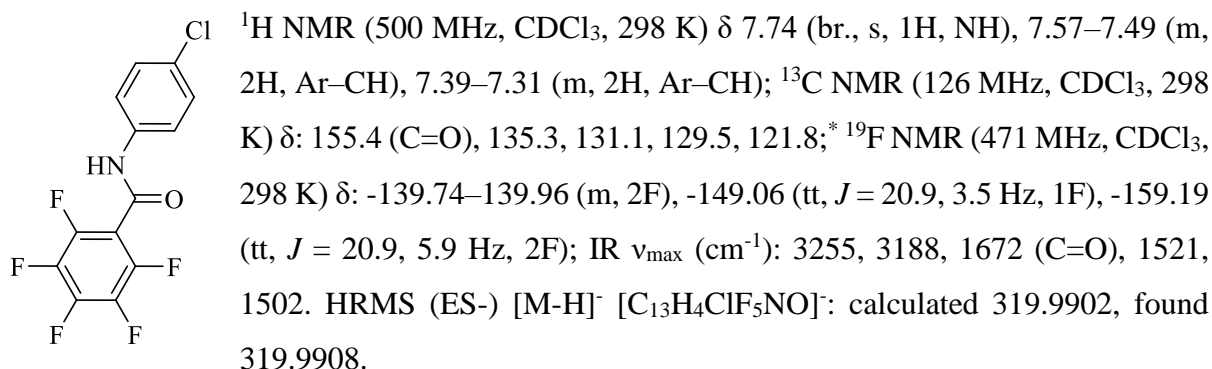 Cl
HN
O
F
F
F
F
F
¹H NMR (500 MHz, CDCl₃, 298 K) δ 7.74 (br., s, 1H, NH), 7.57–7.49 (m,
2H, Ar–CH), 7.39–7.31 (m, 2H, Ar–CH); ¹³C NMR (126 MHz, CDCl₃, 298
K) δ: 155.4 (C=O), 135.3, 131.1, 129.5, 121.8;* ¹⁹F NMR (471 MHz, CDCl₃,
298 K) δ: -139.74–139.96 (m, 2F), -149.06 (tt, J = 20.9, 3.5 Hz, 1F), -159.19
(tt, J = 20.9, 5.9 Hz, 2F); IR νmax (cm⁻¹): 3255, 3188, 1672 (C=O), 1521,
1502. HRMS (ES-) [M-H]⁻ [C₁₃H₄ClF₅NO]⁻: calculated 319.9902, found
319.9908.